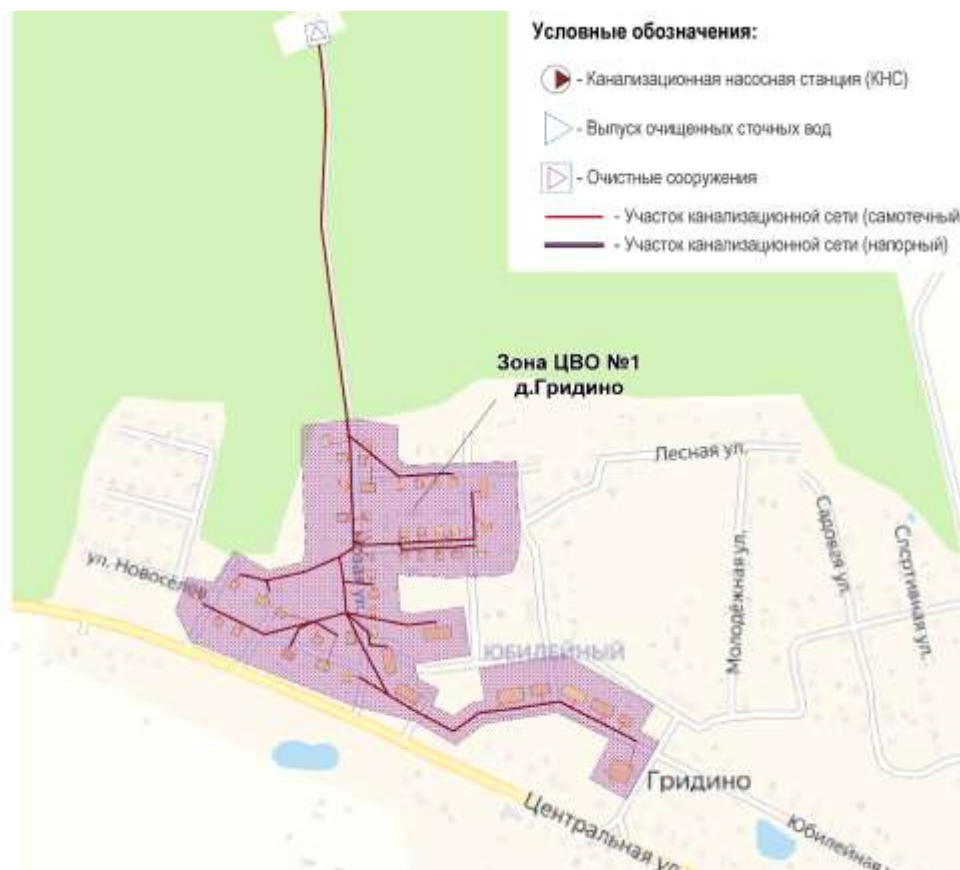 Условные обозначения:
- Канализационная насосная станция (КНС)
- Выпуск очищенных сточных вод
- Очистные сооружения
- Участок канализационной сети (самотечный
- Участок канализационной сети (напорный)
Зона ЦВО №1
д.Гридино
Лесная ул.
ул. Новосёлов
Садовая ул.
Спортивная ул.
Молодёжная ул.
ЮБИЛЕЙНЫЙ
Гридино
Центральная ул
Юбилейная